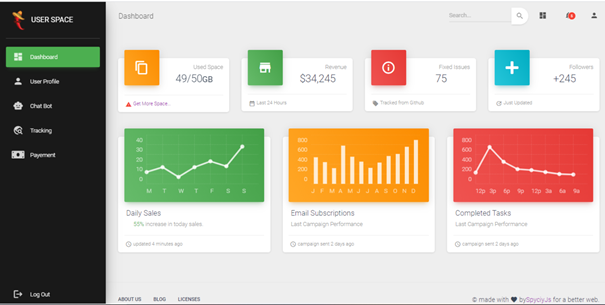 USER SPACE
Dashboard
User Profile
Chat Bot
Tracking
Payement
Log Out
Dashboard
Search...
Used Space
49/50GB
Get More Space...
Revenue
$34,245
Last 24 Hours
Fixed Issues
75
Tracked from Github
Followers
+245
Just Updated
40
30
20
10
0
M T W T F S S
Daily Sales
55% increase in today sales
updated 4 minutes ago
800
600
400
200
0
J F M A M J J A S O N D
Email Subscriptions
Last Campaign Performance
campaign sent 2 days ago
800
600
400
200
0
12p 3p 6p 9p 12p 3a 6a 9a
Completed Tasks
Last Campaign Performance
campaign sent 2 days ago
ABOUT US BLOG LICENSES
© made with by SpyciyJs for a better web.